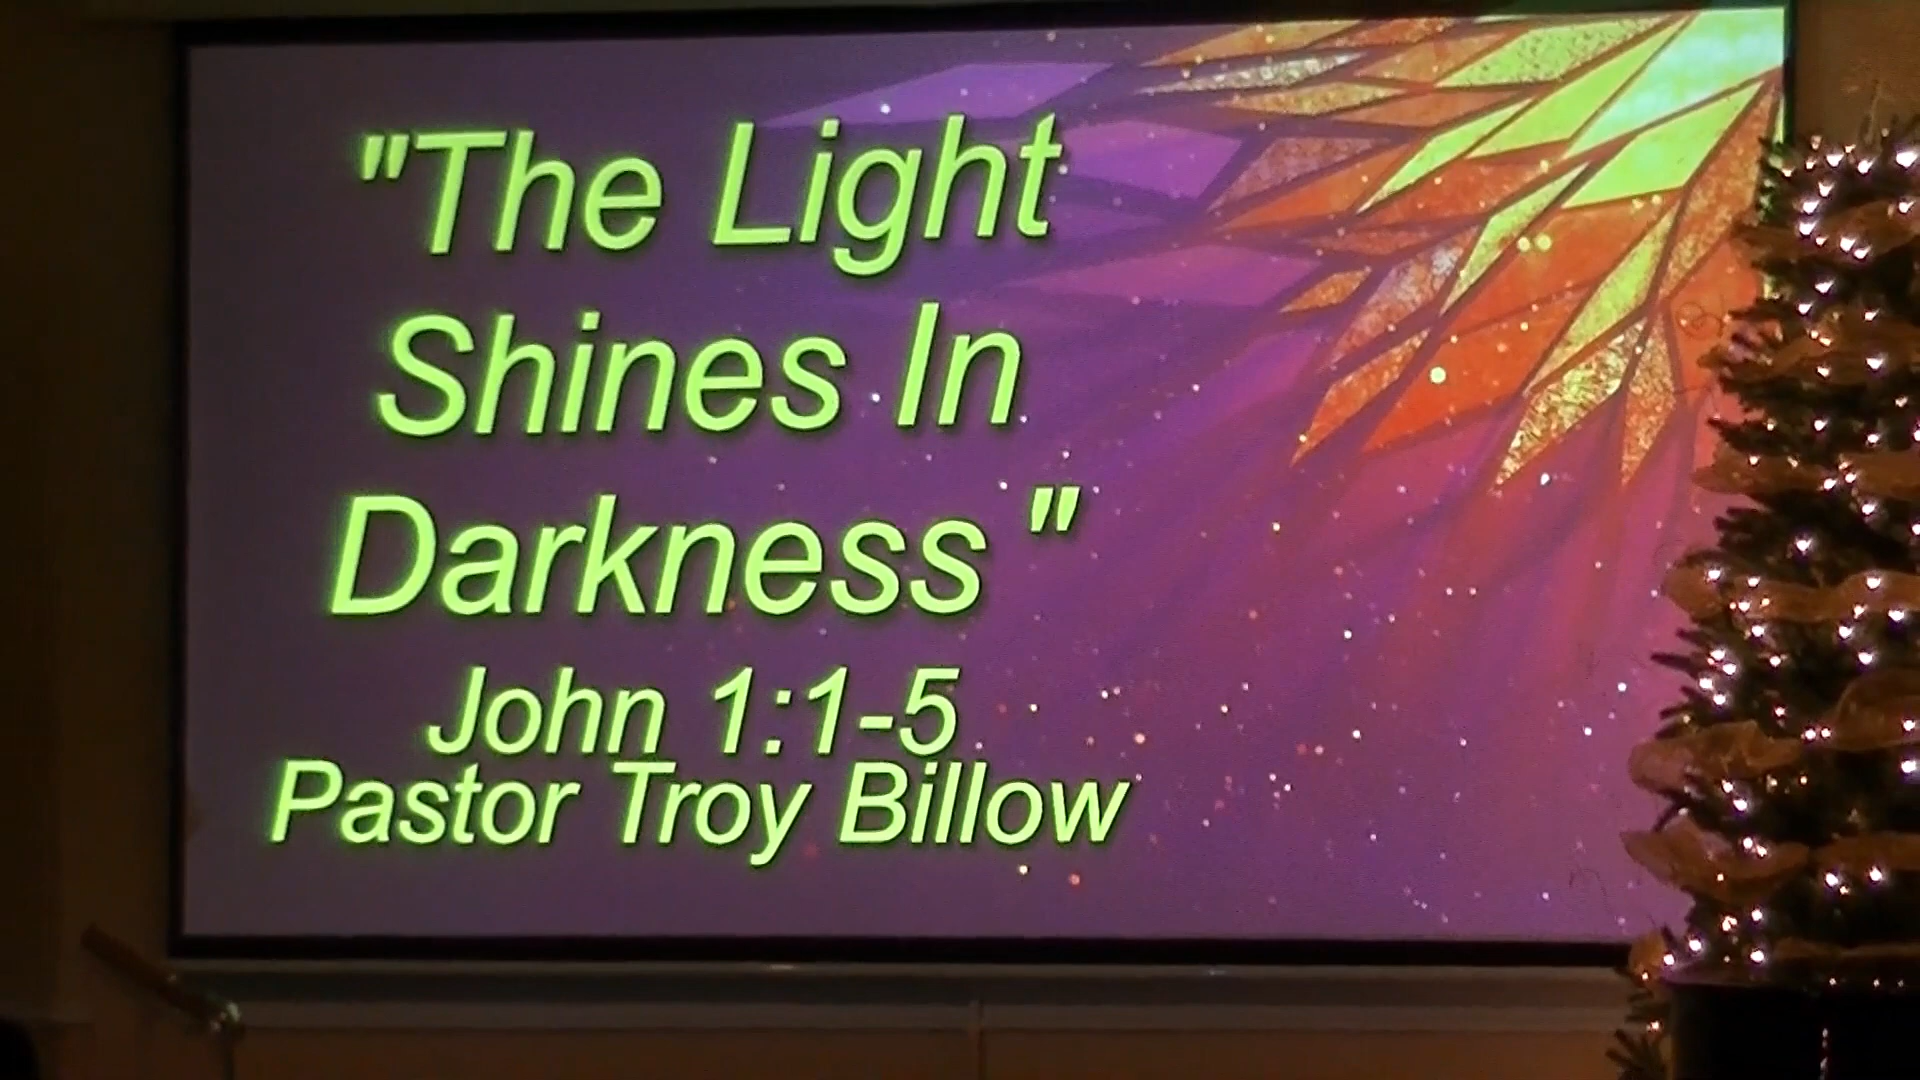 "The Light
Shines In
Darkness "
John 1:1-5
Pastor Troy Billow